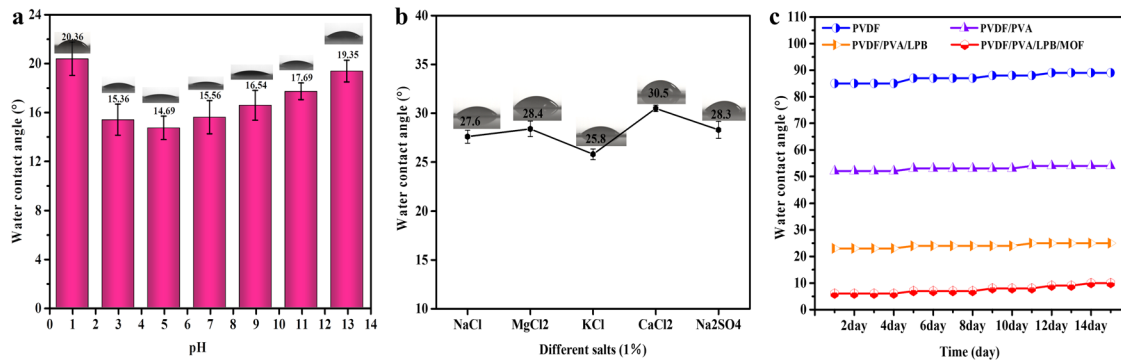 a
Water contact angle (°)
24
20
16
12
8
4
0
20.36
15.36
14.69
15.56
16.54
17.69
19.35
0 1 2 3 4 5 6 7 8 9 10 11 12 13 14
pH
b
Water contact angle (°)
40
35
30
25
20
15
10
27.6
28.4
25.8
30.5
28.3
NaCl MgCl2 KCl CaCl2 Na2SO4
Different salts (1%)
c
Water contact angle (°)
110
100
90
80
70
60
50
40
30
20
10
0
PVDF PVDF/PVA
PVDF/PVA/LPB PVDF/PVA/LPB/MOF
2day 4day 6day 8day 10day 12day 14day
Time (day)